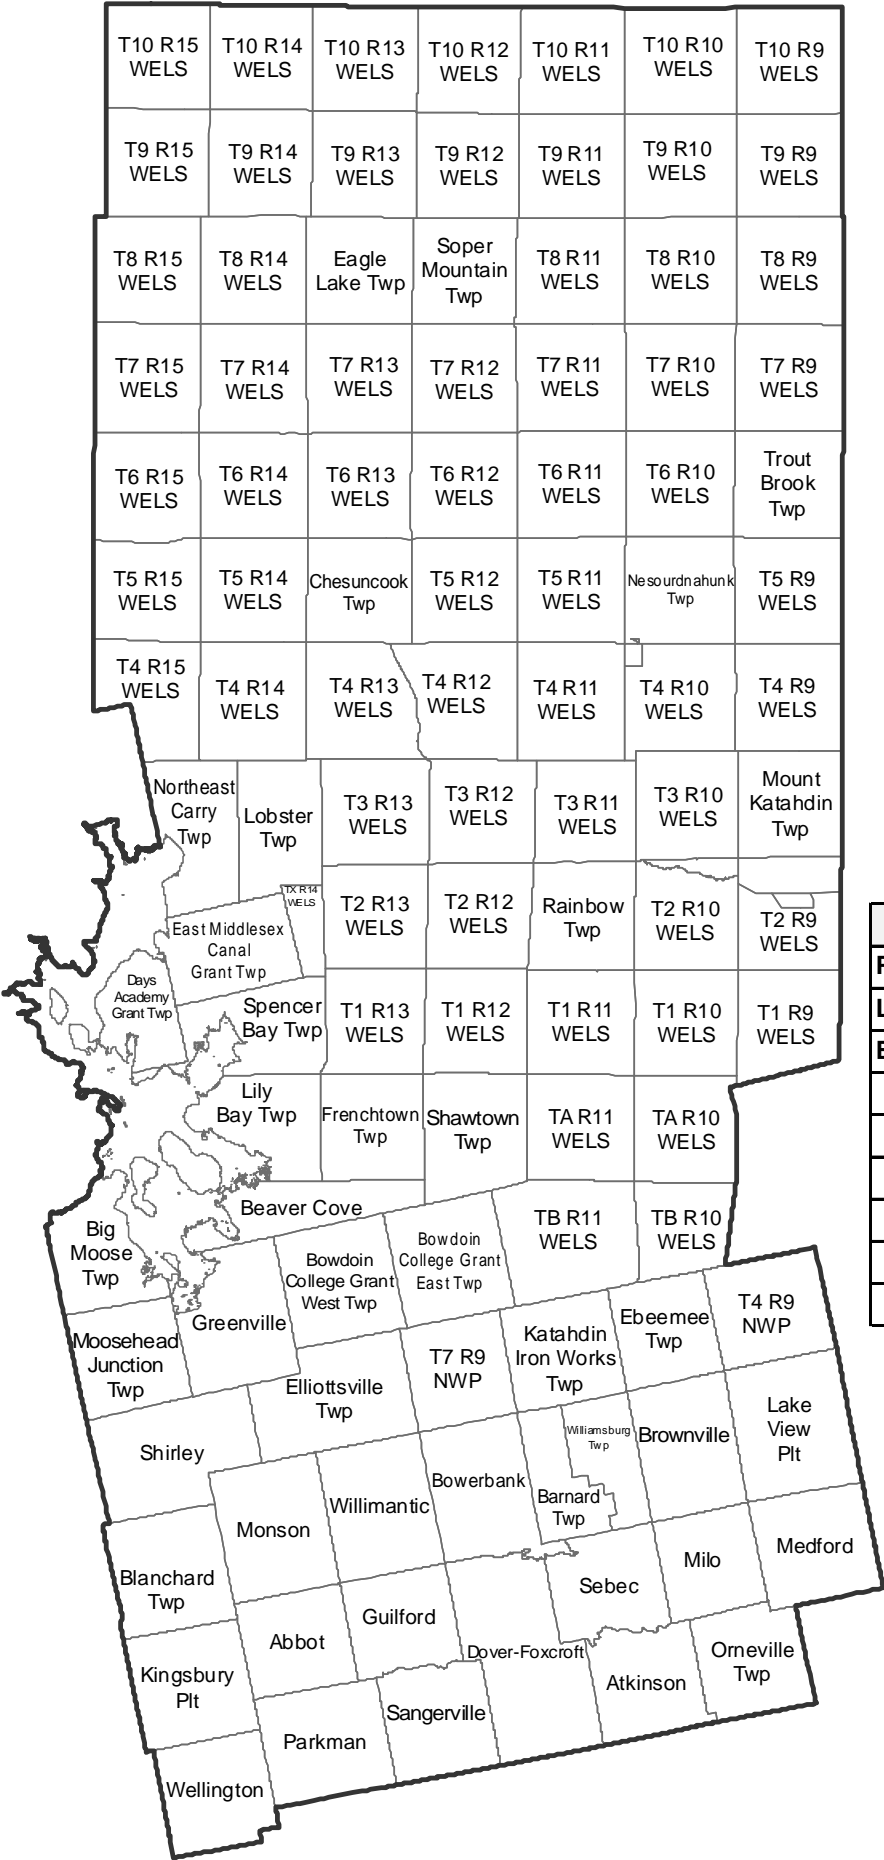 T10 R15
WELS
T10 R14
WELS
T10 R13
WELS
T10 R12
WELS
T10 R11
WELS
T10 R10
WELS
T10 R9
WELS
T9 R15
WELS
T9 R14
WELS
T9 R13
WELS
T9 R12
WELS
T9 R11
WELS
T9 R10
WELS
T9 R9
WELS
T8 R15
WELS
T8 R14
WELS
Eagle
Lake Twp
Soper
Mountain
Twp
T8 R11
WELS
T8 R10
WELS
T8 R9
WELS
T7 R15
WELS
T7 R14
WELS
T7 R13
WELS
T7 R12
WELS
T7 R11
WELS
T7 R10
WELS
T7 R9
WELS
T6 R15
WELS
T6 R14
WELS
T6 R13
WELS
T6 R12
WELS
T6 R11
WELS
T6 R10
WELS
Trout
Brook
Twp
T5 R15
WELS
T5 R14
WELS
Chesuncook
Twp
T5 R12
WELS
T5 R11
WELS
Nesourdnahunk
Twp
T5 R9
WELS
T4 R15
WELS
T4 R14
WELS
T4 R13
WELS
T4 R12
WELS
T4 R11
WELS
T4 R10
WELS
T4 R9
WELS
Northeast
Carry
Twp
Lobster
Twp
T3 R13
WELS
T3 R12
WELS
T3 R11
WELS
T3 R10
WELS
Mount
Katahdin
Twp
TX R14
WELS
T2 R13
WELS
T2 R12
WELS
Rainbow
Twp
T2 R10
WELS
T2 R9
WELS
East Middlesex
Canal
Grant Twp
Days
Academy
Grant Twp
Spencer
Bay Twp
T1 R13
WELS
T1 R12
WELS
T1 R11
WELS
T1 R10
WELS
T1 R9
WELS
Lily
Bay Twp
Frenchtown
Twp
Shawtown
Twp
TA R11
WELS
TA R10
WELS
Beaver Cove
TB R11
WELS
TB R10
WELS
Big
Moose
Twp
Bowdoin
College Grant
West Twp
Bowdoin
College Grant
East Twp
Greenville
Moosehead
Junction
Twp
Elliottsville
Twp
T7 R9
NWP
Katahdin
Iron Works
Twp
Ebeemee
Twp
T4 R9
NWP
Shirley
Williamsburg
Twp
Brownville
Lake
View
Plt
Monson
Willimantic
Bowerbank
Barnard
Twp
Blanchard
Twp
Abbot
Guilford
Sebec
Milo
Medford
Kingsbury
Plt
Dover-Foxcroft
Atkinson
Orneville
Twp
Wellington
Parkman
Sangerville